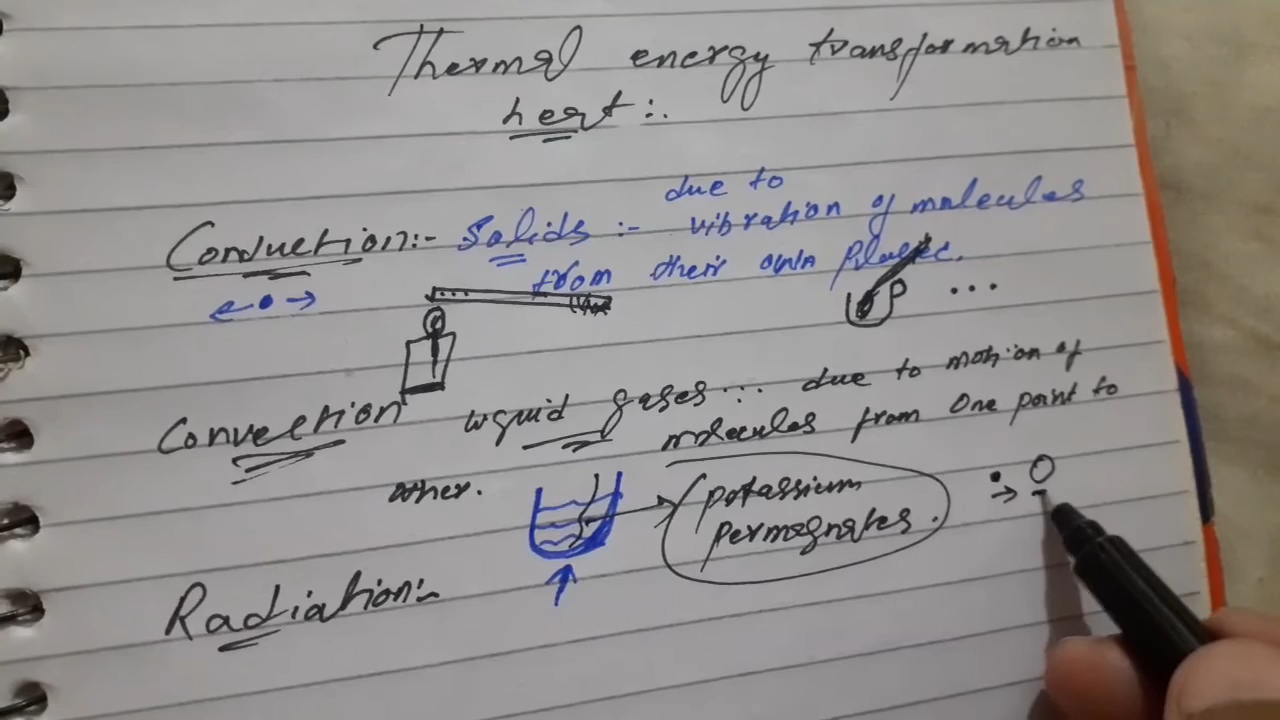 Thermal energy transformation
heat:.
due to
Conduction:- Solids :- vibration of molecules
from their own
Convection liquid gases... due to motion of
molecules from one point to
other.
potassium
permagnates.
Radiation:-